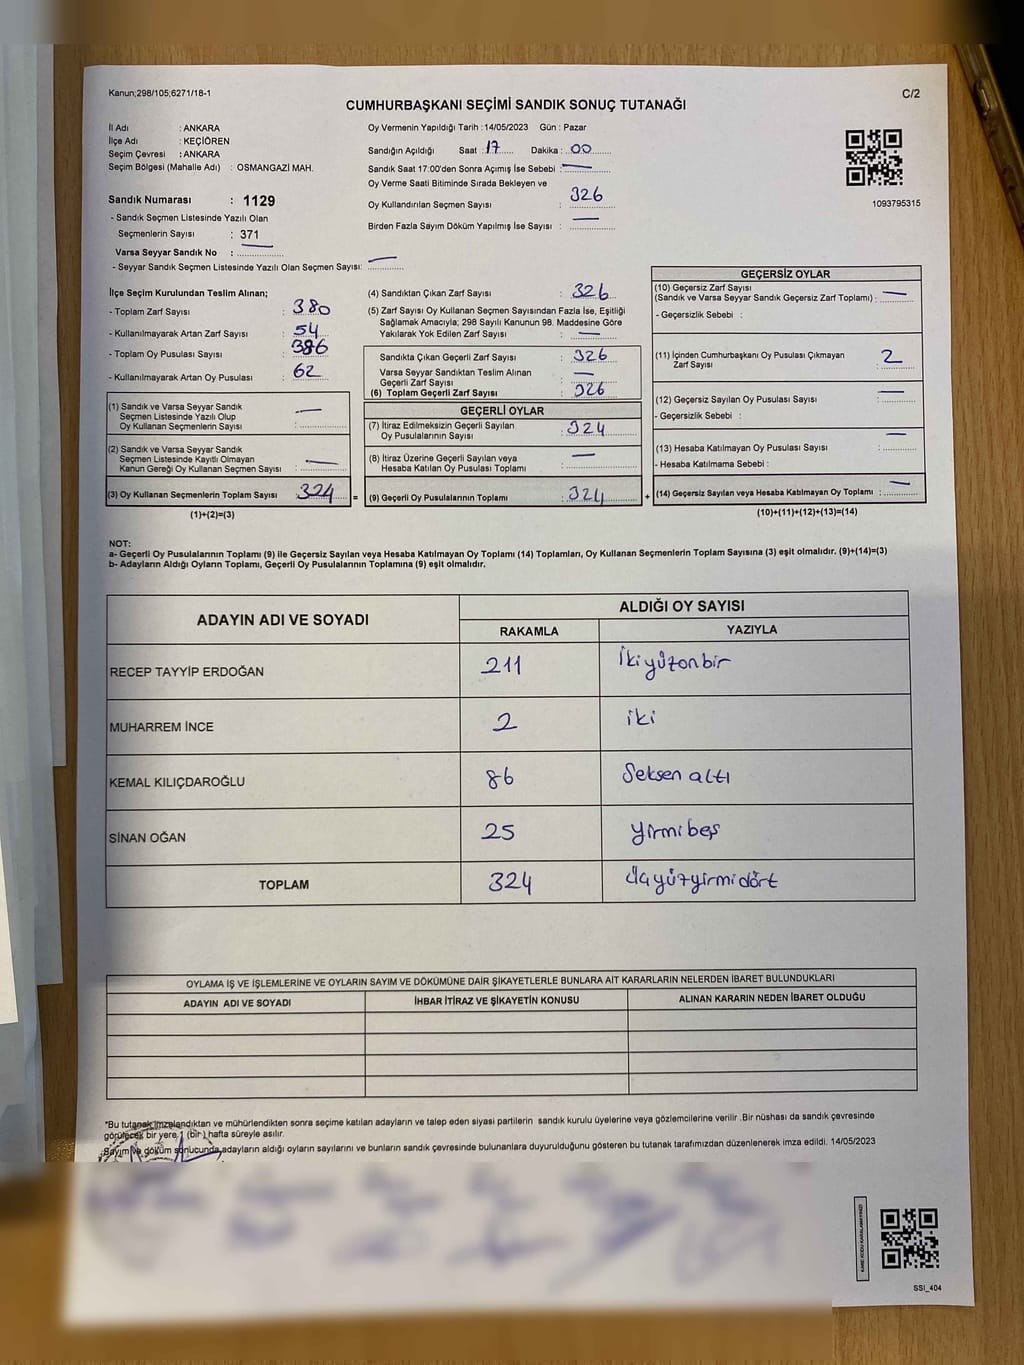 Kanun;298/105,6271/18-1
C/2
CUMHURBAŞKANI SEÇİMİ SANDIK SONUÇ TUTANAĞI
İl Adı : ANKARA
İlçe Adı : KEÇİÖREN
Seçim Çevresi : ANKARA
Seçim Bölgesi (Mahalle Adı) : OSMANGAZİ MAH.
Sandık Numarası : 1129
- Sandık Seçmen Listesinde Yazılı Olan
Seçmenlerin Sayısı : 371
Varsa Seyyar Sandık No : —
- Seyyar Sandık Seçmen Listesinde Yazılı Olan Seçmen Sayısı: —
Oy Vermenin Yapıldığı Tarih :14/05/2023 Gün : Pazar
Sandığın Açıldığı Saat : 17 Dakika : 00
Sandık Saat 17:00'den Sonra Açımış İse Sebebi : —
Oy Verme Saati Bitiminde Sırada Bekleyen ve
Oy Kullandırılan Seçmen Sayısı : 326
Birden Fazla Sayım Döküm Yapılmış İse Sayısı : —
1093795315
İlçe Seçim Kurulundan Teslim Alınan;
- Toplam Zarf Sayısı : 380
- Kullanılmayarak Artan Zarf Sayısı : 54
- Toplam Oy Pusulası Sayısı : 386
- Kullanılmayarak Artan Oy Pusulası : 62
(1) Sandık ve Varsa Seyyar Sandık
Seçmen Listesinde Yazılı Olup
Oy Kullanan Seçmenlerin Sayısı : —
(2) Sandık ve Varsa Seyyar Sandık
Seçmen Listesinde Kayıtlı Olmayan
Kanun Gereği Oy Kullanan Seçmen Sayısı : —
(3) Oy Kullanan Seçmenlerin Toplam Sayısı : 324
(1)+(2)=(3)
(4) Sandıktan Çıkan Zarf Sayısı : 326
(5) Zarf Sayısı Oy Kullanan Seçmen Sayısından Fazla İse, Eşitliği
Sağlamak Amacıyla; 298 Sayılı Kanunun 98. Maddesine Göre
Yakılarak Yok Edilen Zarf Sayısı : —
Sandıkta Çıkan Geçerli Zarf Sayısı : 326
Varsa Seyyar Sandıktan Teslim Alınan
Geçerli Zarf Sayısı : —
(6) Toplam Geçerli Zarf Sayısı : 326
GEÇERLİ OYLAR
(7) İtiraz Edilmeksizin Geçerli Sayılan
Oy Pusulalarının Sayısı : 324
(8) İtiraz Üzerine Geçerli Sayılan veya
Hesaba Katılan Oy Pusulası Toplamı : —
= (9) Geçerli Oy Pusulalarının Toplamı : 324
GEÇERSİZ OYLAR
(10) Geçersiz Zarf Sayısı
(Sandık ve Varsa Seyyar Sandık Geçersiz Zarf Toplamı) : —
- Geçersizlik Sebebi :
(11) İçinden Cumhurbaşkanı Oy Pusulası Çıkmayan
Zarf Sayısı : 2
(12) Geçersiz Sayılan Oy Pusulası Sayısı : —
- Geçersizlik Sebebi :
(13) Hesaba Katılmayan Oy Pusulası Sayısı : —
- Hesaba Katılmama Sebebi :
+ (14) Geçersiz Sayılan veya Hesaba Katılmayan Oy Toplamı : —
(10)+(11)+(12)+(13)=(14)
NOT:
a- Geçerli Oy Pusulalarının Toplamı (9) ile Geçersiz Sayılan veya Hesaba Katılmayan Oy Toplamı (14) Toplamları, Oy Kullanan Seçmenlerin Toplam Sayısına (3) eşit olmalıdır. (9)+(14)=(3)
b- Adayların Aldığı Oyların Toplamı, Geçerli Oy Pusulalarının Toplamına (9) eşit olmalıdır.
ADAYIN ADI VE SOYADI ALDIĞI OY SAYISI
RAKAMLA YAZIYLA
RECEP TAYYİP ERDOĞAN 211 İkiyüzonbir
MUHARREM İNCE 2 iki
KEMAL KILIÇDAROĞLU 86 Seksen altı
SİNAN OĞAN 25 yirmibeş
TOPLAM 324 Üçyüzyirmidört
OYLAMA İŞ VE İŞLEMLERİNE VE OYLARIN SAYIM VE DÖKÜMÜNE DAİR ŞİKAYETLERLE BUNLARA AİT KARARLARIN NELERDEN İBARET BULUNDUKLARI
ADAYIN ADI VE SOYADI İHBAR İTİRAZ VE ŞİKAYETİN KONUSU ALINAN KARARIN NEDEN İBARET OLDUĞU
*Bu tutanak imzalandıktan ve mühürlendikten sonra seçime katılan adayların ve talep eden siyasi partilerin sandık kurulu üyelerine veya gözlemcilerine verilir .Bir nüshası da sandık çevresinde
görülecek bir yere 1 (bir) hafta süreyle asılır.
-Sayım ve döküm sonucunda adayların aldığı oyların sayılarını ve bunların sandık çevresinde bulunanlara duyurulduğunu gösteren bu tutanak tarafımızdan düzenlenerek imza edildi. 14/05/2023
SSI_404